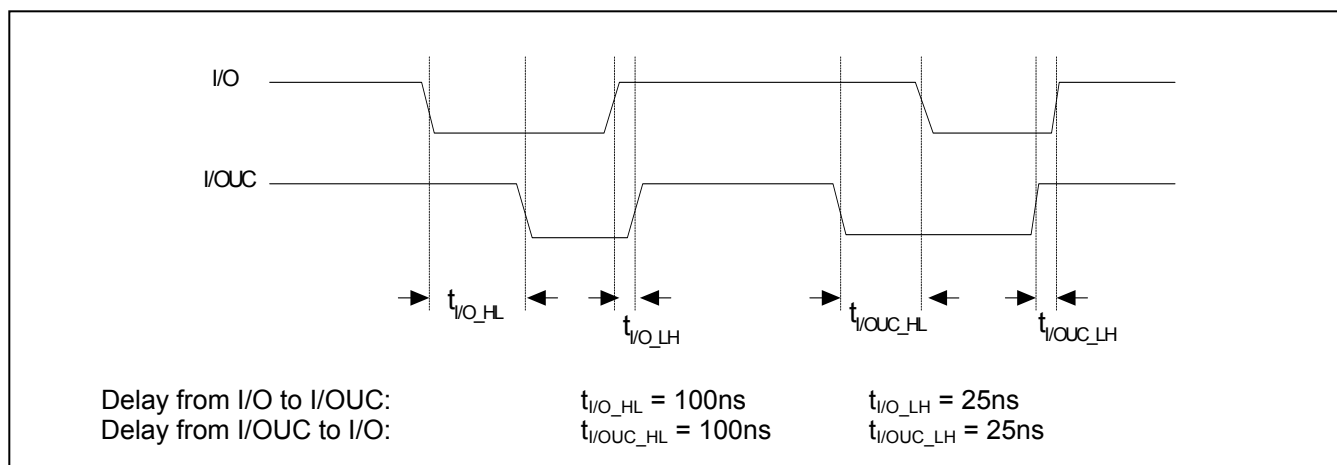 I/O
I/OUC
tI/O_HL
tI/O_LH
tI/OUC_HL
tI/OUC_LH
Delay from I/O to I/OUC: tI/O_HL = 100ns tI/O_LH = 25ns
Delay from I/OUC to I/O: tI/OUC_HL = 100ns tI/OUC_LH = 25ns